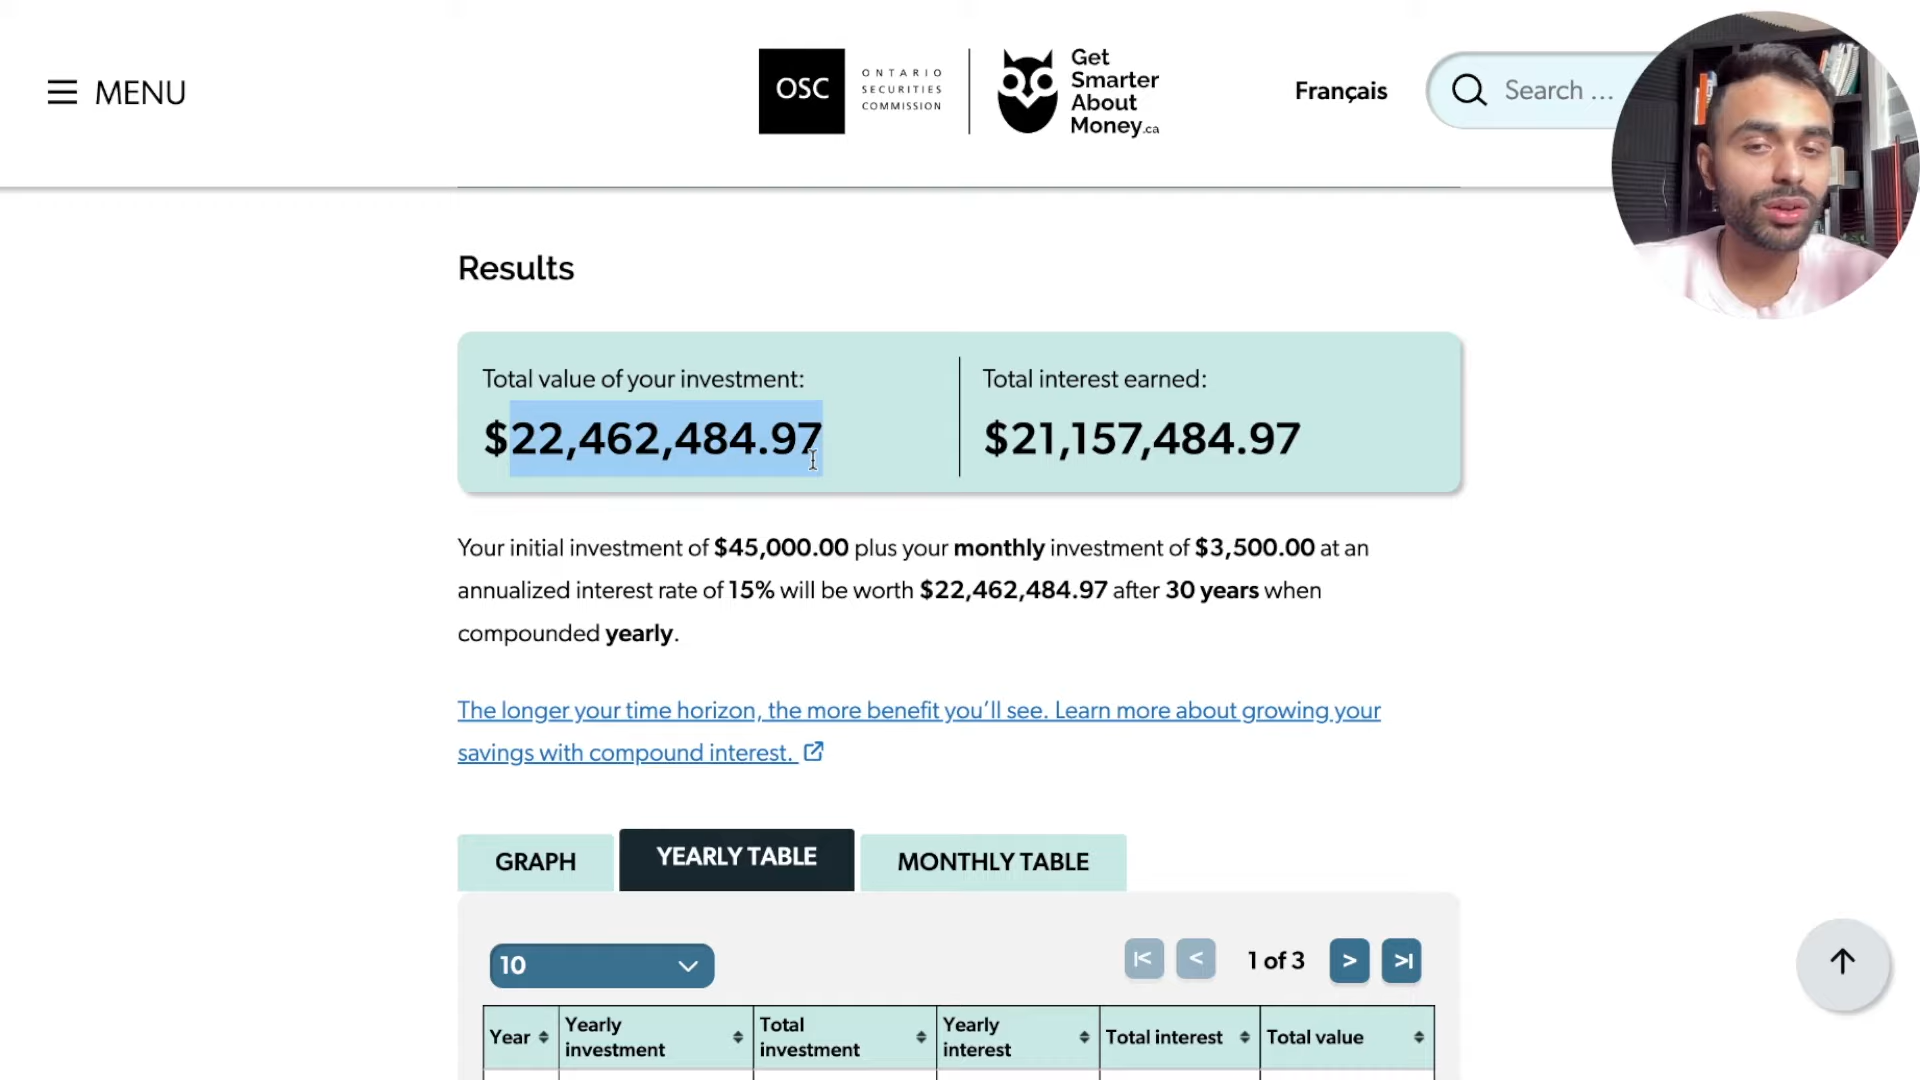 MENU
OSC
ONTARIO
SECURITIES
COMMISSION
Get
Smarter
About
Money.ca
Français
Search ...
Results
Total value of your investment:
$22,462,484.97
Total interest earned:
$21,157,484.97
Your initial investment of $45,000.00 plus your monthly investment of $3,500.00 at an
annualized interest rate of 15% will be worth $22,462,484.97 after 30 years when
compounded yearly.
The longer your time horizon, the more benefit you’ll see. Learn more about growing your
savings with compound interest.
GRAPH
YEARLY TABLE
MONTHLY TABLE
10
|<
<
1 of 3
>
>|
Year
Yearly
investment
Total
investment
Yearly
interest
Total interest
Total value